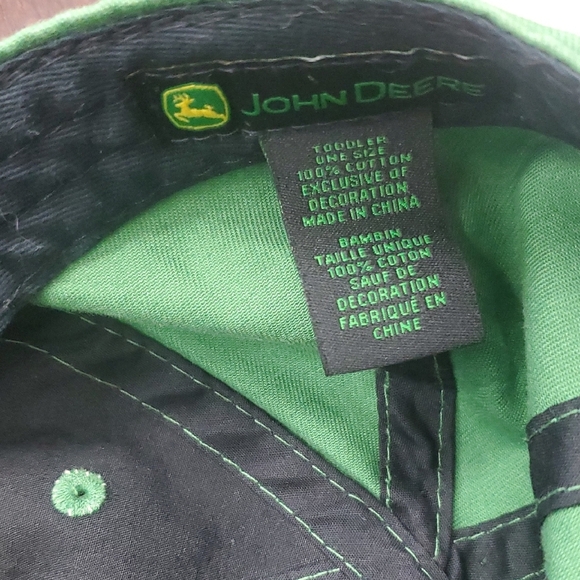 JOHN DEERE
TODDLER
ONE SIZE
100% COTTON
EXCLUSIVE OF
DECORATION
MADE IN CHINA
BAMBIN
TAILLE UNIQUE
100% COTON
SAUF DE
DECORATION
FABRIQUÉ EN
CHINE